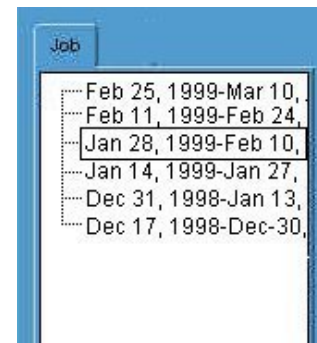 Job
Feb 25, 1999-Mar 10, .
Feb 11, 1999-Feb 24,
Jan 28, 1999-Feb 10,
Jan 14, 1999-Jan 27,
Dec 31, 1998-Jan 13,
Dec 17, 1998-Dec-30,